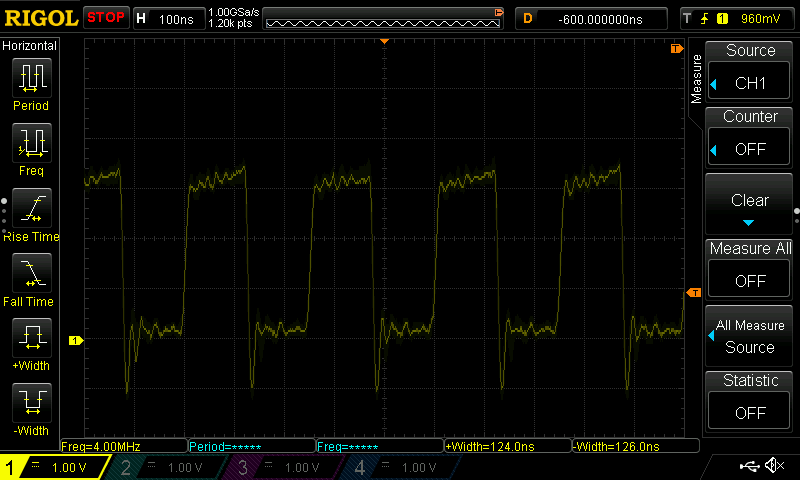 RIGOL STOP H 100ns 1.00GSa/s D -600.000000ns T 1 960mV
1.20k pts
Horizontal
Period
Freq
Rise Time
Fall Time
+Width
-Width
T
T
1
Measure
Source
CH1
Counter
OFF
Clear
Measure All
OFF
All Measure
Source
Statistic
OFF
Freq=4.00MHz Period=***** Freq=***** +Width=124.0ns -Width=126.0ns
1 1.00 V 2 1.00 V 3 1.00 V 4 1.00 V